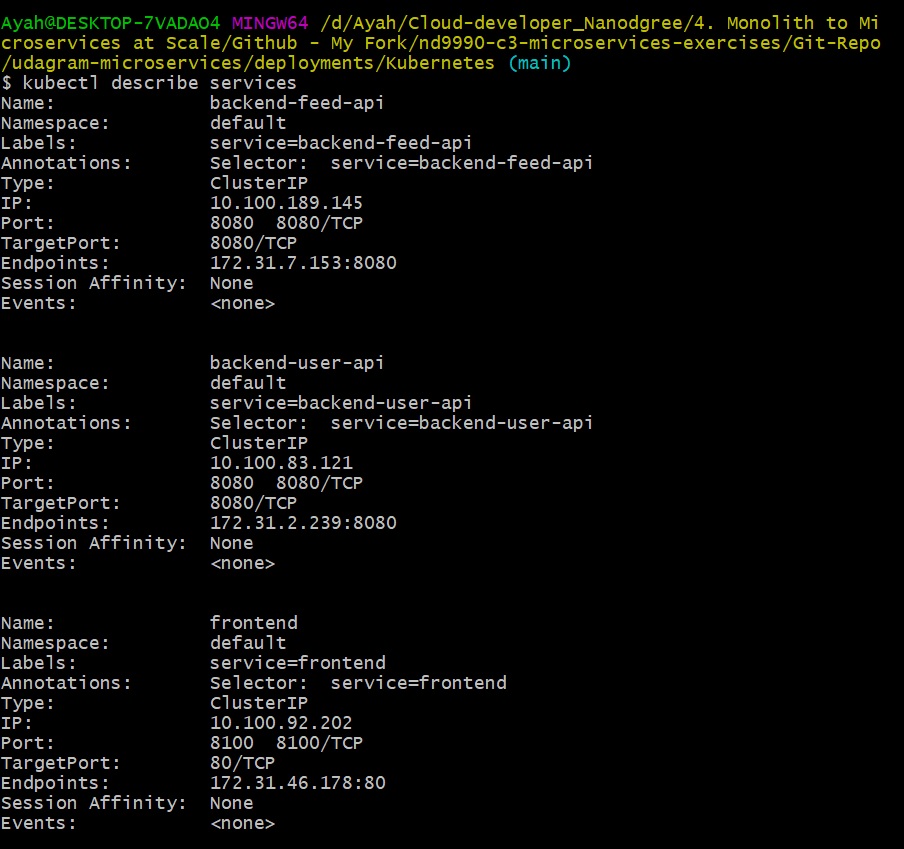 Ayah@DESKTOP-7VADAO4 MINGW64 /d/Ayah/Cloud-developer_Nanodgree/4. Monolith to Mi
croservices at Scale/Github - My Fork/nd9990-c3-microservices-exercises/Git-Repo
/udagram-microservices/deployments/Kubernetes (main)
$ kubectl describe services
Name:              backend-feed-api
Namespace:         default
Labels:            service=backend-feed-api
Annotations:       Selector:  service=backend-feed-api
Type:              ClusterIP
IP:                10.100.189.145
Port:              8080  8080/TCP
TargetPort:        8080/TCP
Endpoints:         172.31.7.153:8080
Session Affinity:  None
Events:            <none>
Name:              backend-user-api
Namespace:         default
Labels:            service=backend-user-api
Annotations:       Selector:  service=backend-user-api
Type:              ClusterIP
IP:                10.100.83.121
Port:              8080  8080/TCP
TargetPort:        8080/TCP
Endpoints:         172.31.2.239:8080
Session Affinity:  None
Events:            <none>
Name:              frontend
Namespace:         default
Labels:            service=frontend
Annotations:       Selector:  service=frontend
Type:              ClusterIP
IP:                10.100.92.202
Port:              8100  8100/TCP
TargetPort:        80/TCP
Endpoints:         172.31.46.178:80
Session Affinity:  None
Events:            <none>